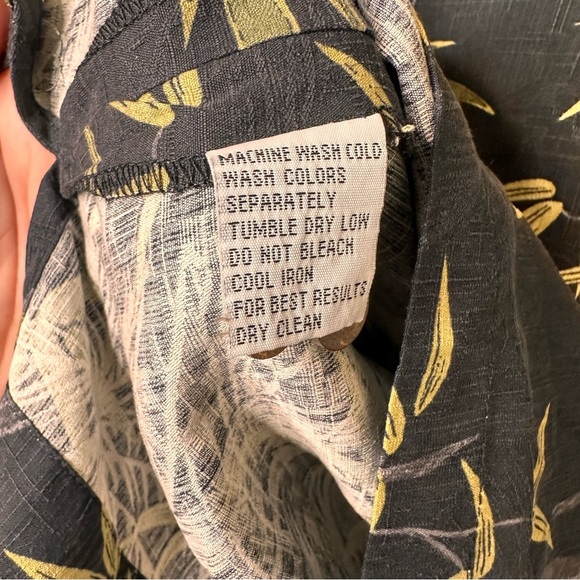 MACHINE WASH COLD
WASH COLORS
SEPARATELY
TUMBLE DRY LOW
DO NOT BLEACH
COOL IRON
FOR BEST RESULTS
DRY CLEAN